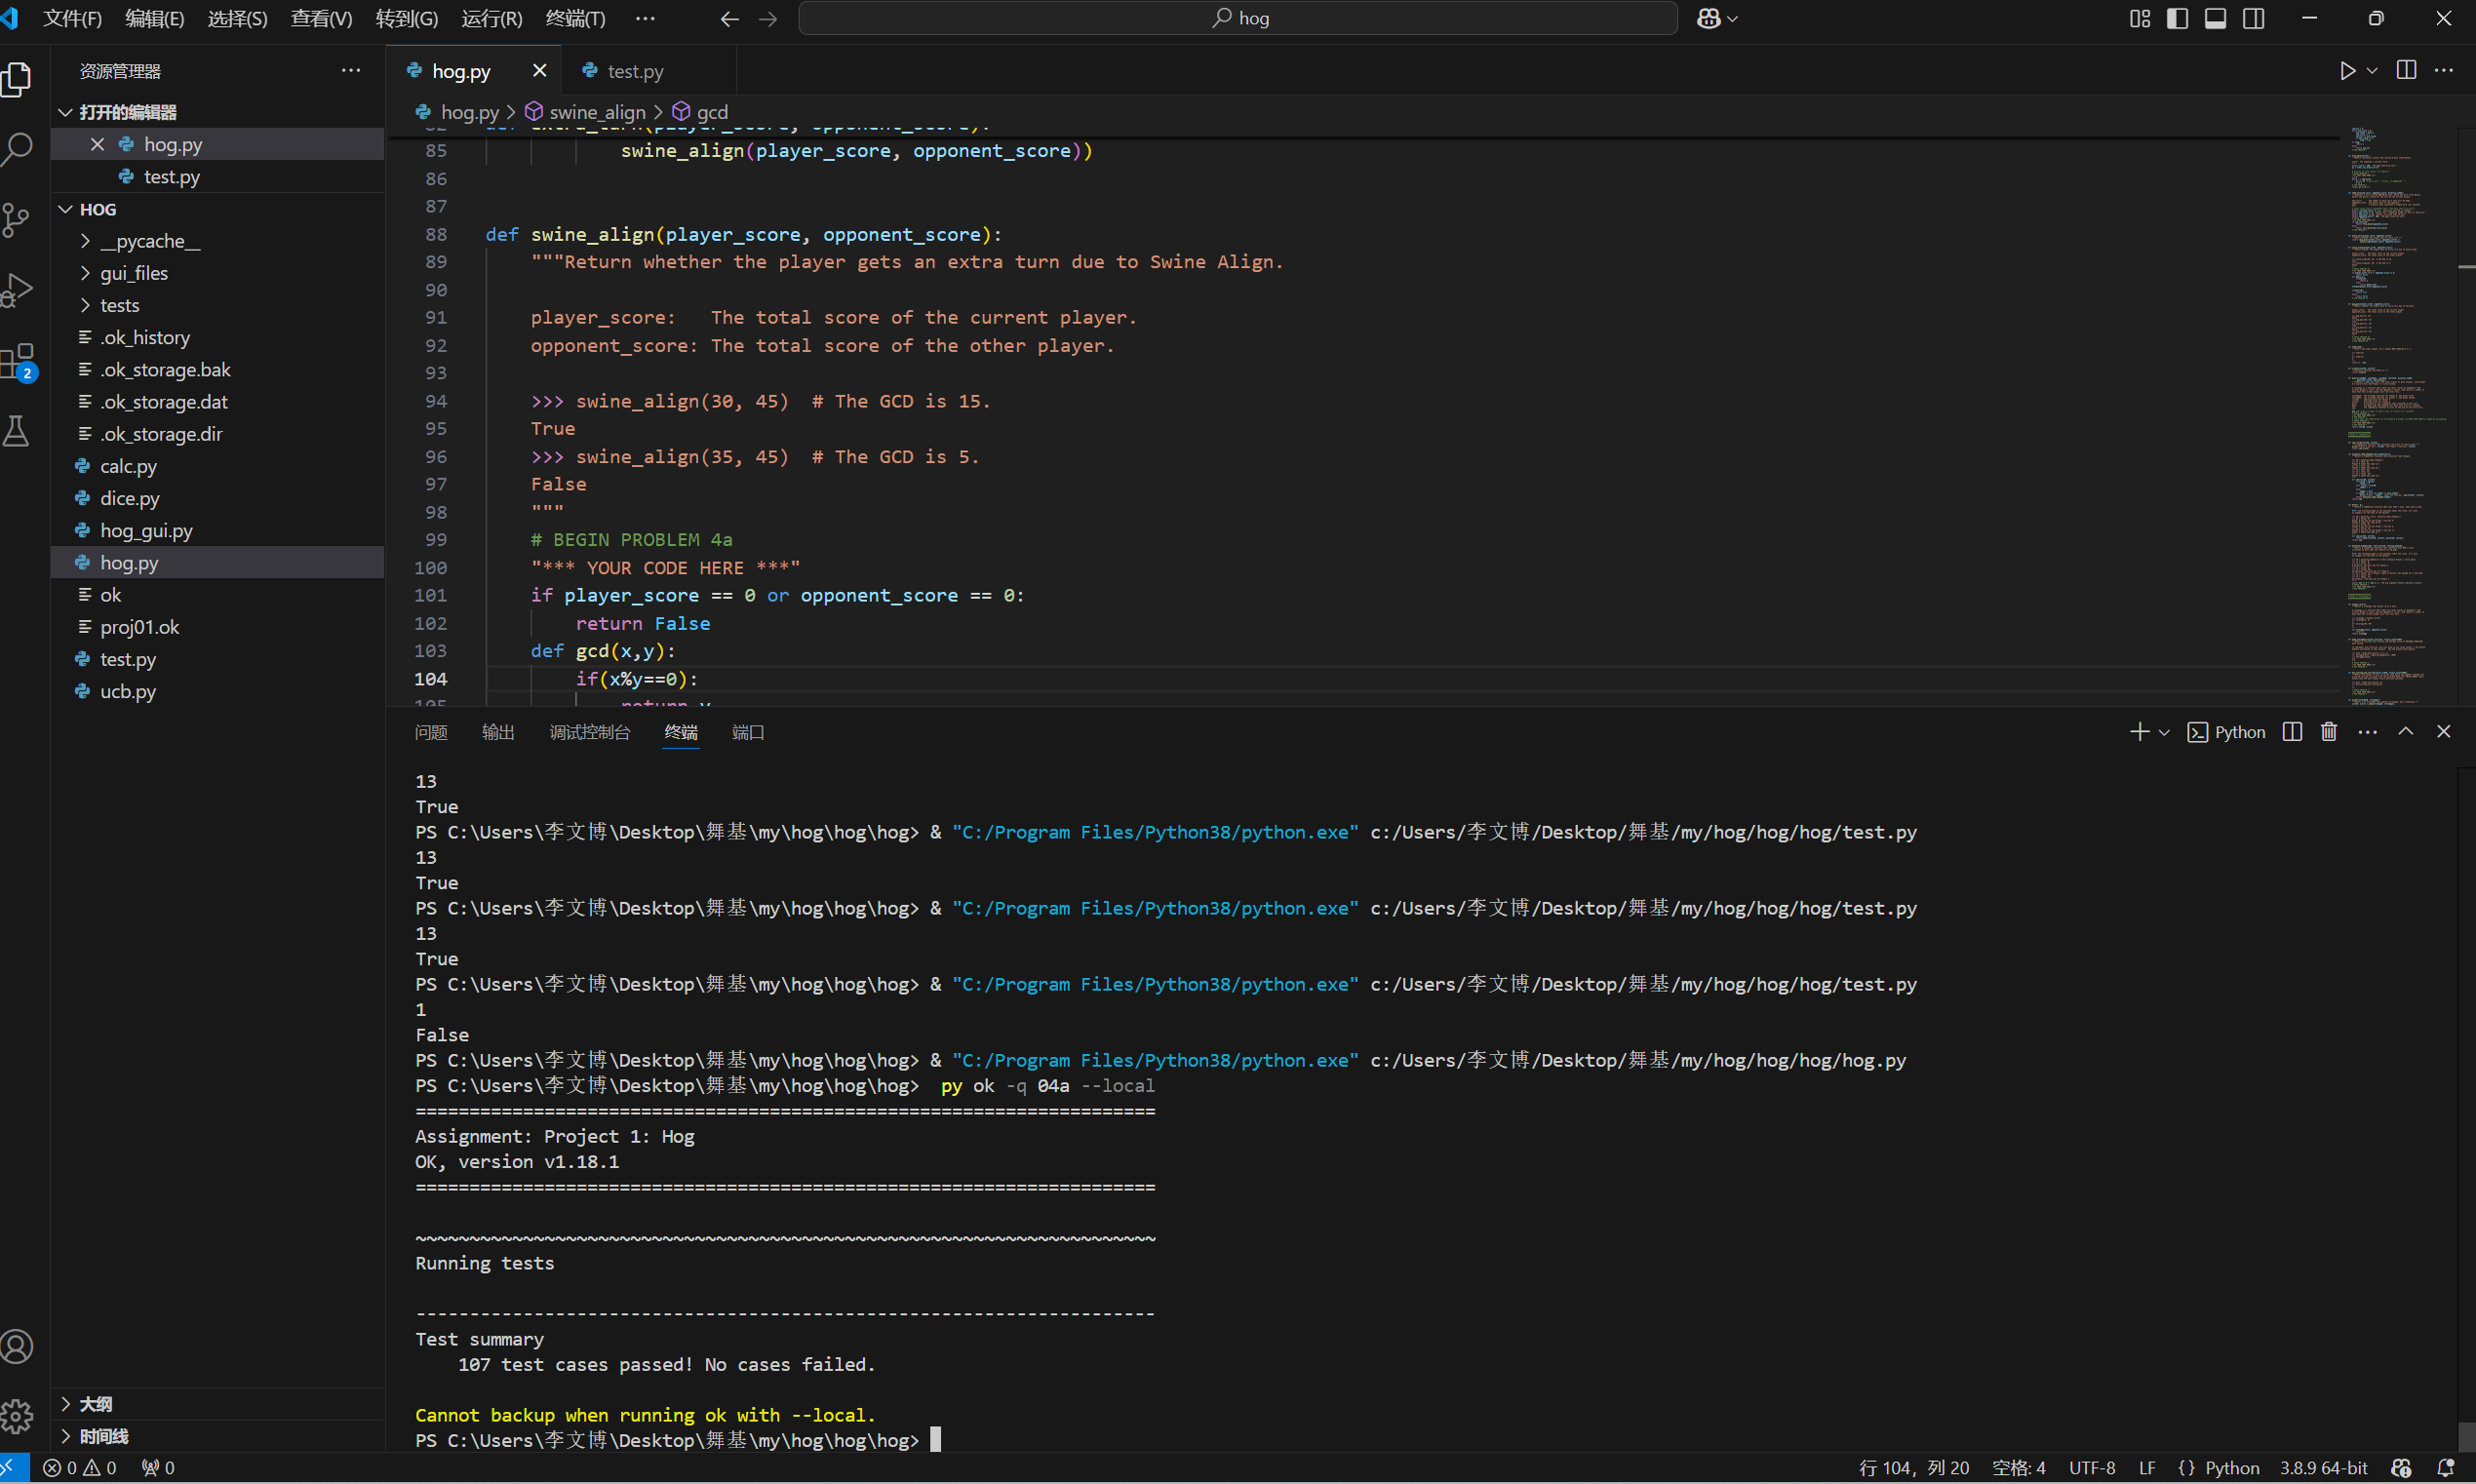 文件(F) 编辑(E) 选择(S) 查看(V) 转到(G) 运行(R) 终端(T) ··· hog
资源管理器
hog.py
test.py
打开的编辑器
hog.py > swine_align > gcd
hog.py
test.py
HOG
__pycache__
gui_files
tests
.ok_history
.ok_storage.bak
.ok_storage.dat
.ok_storage.dir
calc.py
dice.py
hog_gui.py
hog.py
ok
proj01.ok
test.py
ucb.py
大纲
时间线
2
82 def extra_turn(player_score, opponent_score):
85 swine_align(player_score, opponent_score))
86
87
88 def swine_align(player_score, opponent_score):
89 """Return whether the player gets an extra turn due to Swine Align.
90
91 player_score:   The total score of the current player.
92 opponent_score: The total score of the other player.
93
94 >>> swine_align(30, 45)  # The GCD is 15.
95 True
96 >>> swine_align(35, 45)  # The GCD is 5.
97 False
98 """
99 # BEGIN PROBLEM 4a
100 "*** YOUR CODE HERE ***"
101 if player_score == 0 or opponent_score == 0:
102 return False
103 def gcd(x,y):
104 if(x%y==0):
105 return y
问题 输出 调试控制台 终端 端口 Python
13
True
PS C:\Users\李文博\Desktop\舞基\my\hog\hog\hog> & "C:/Program Files/Python38/python.exe" c:/Users/李文博/Desktop/舞基/my/hog/hog/hog/test.py
13
True
PS C:\Users\李文博\Desktop\舞基\my\hog\hog\hog> & "C:/Program Files/Python38/python.exe" c:/Users/李文博/Desktop/舞基/my/hog/hog/hog/test.py
13
True
PS C:\Users\李文博\Desktop\舞基\my\hog\hog\hog> & "C:/Program Files/Python38/python.exe" c:/Users/李文博/Desktop/舞基/my/hog/hog/hog/test.py
1
False
PS C:\Users\李文博\Desktop\舞基\my\hog\hog\hog> & "C:/Program Files/Python38/python.exe" c:/Users/李文博/Desktop/舞基/my/hog/hog/hog/hog.py
PS C:\Users\李文博\Desktop\舞基\my\hog\hog\hog>  py ok -q 04a --local
=====================================================================
Assignment: Project 1: Hog
OK, version v1.18.1
=====================================================================
~~~~~~~~~~~~~~~~~~~~~~~~~~~~~~~~~~~~~~~~~~~~~~~~~~~~~~~~~~~~~~~~~~~~~
Running tests
---------------------------------------------------------------------
Test summary
107 test cases passed! No cases failed.
Cannot backup when running ok with --local.
PS C:\Users\李文博\Desktop\舞基\my\hog\hog\hog>
0 0 0 行 104, 列 20 空格: 4 UTF-8 LF {} Python 3.8.9 64-bit